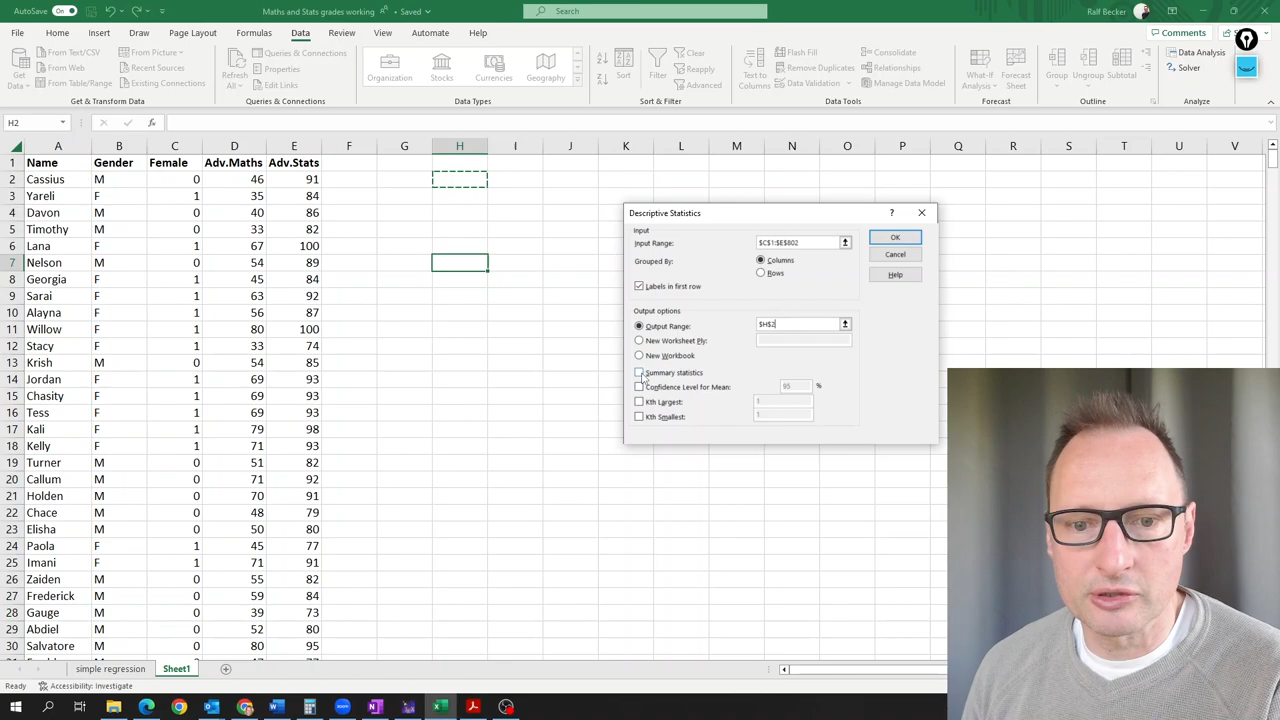 AutoSave On Maths and Stats grades working • Saved Search Ralf Becker
File Home Insert Draw Page Layout Formulas Data Review View Automate Help Comments
Get Data From Text/CSV From Picture Queries & Connections
From Web Recent Sources Properties
From Table/Range Existing Connections Edit Links
Refresh All Organization Stocks Currencies Geography Sort Filter Clear Reapply Advanced
Text to Columns Flash Fill Remove Duplicates Data Validation Consolidate Relationships Manage Data Model
What-If Analysis Forecast Sheet Group Ungroup Subtotal Data Analysis Solver
Get & Transform Data Queries & Connections Data Types Sort & Filter Data Tools Forecast Outline Analyze
H2 fx
A B C D E F G H I J K L M N O P Q R S T U V
1 Name Gender Female Adv.Maths Adv.Stats
2 Cassius M 0 46 91
3 Yareli F 1 35 84
4 Davon M 0 40 86
5 Timothy M 0 33 82
6 Lana F 1 67 100
7 Nelson M 0 54 89
8 Georgia F 1 45 84
9 Sarai F 1 63 92
10 Alayna F 1 56 87
11 Willow F 1 80 100
12 Stacy F 1 33 74
13 Krish M 0 54 85
14 Jordan F 1 69 93
15 Chasity F 1 64 86
16 Tess F 1 69 93
17 Kali F 1 79 98
18 Kelly F 1 71 93
19 Turner M 0 51 82
20 Callum M 0 71 92
21 Holden M 0 70 91
22 Chace M 0 48 79
23 Elisha M 0 50 80
24 Paola F 1 45 77
25 Imani F 1 71 91
26 Zaiden M 0 55 82
27 Frederick M 0 59 84
28 Gauge M 0 39 73
29 Abdiel M 0 52 80
30 Salvatore M 0 80 95
Descriptive Statistics ?
Input
Input Range: $C$1:$E$802 OK
Grouped By: Columns Cancel
Rows Help
Labels in first row
Output options
Output Range: $H$2
New Worksheet Ply:
New Workbook
Summary statistics
Confidence Level for Mean: 95 %
Kth Largest: 1
Kth Smallest: 1
simple regression Sheet1
Ready Accessibility: Investigate